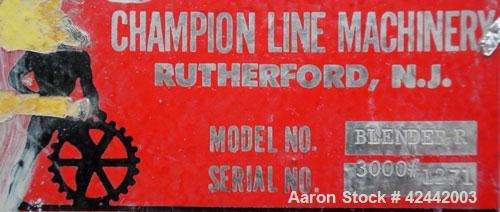 CHAMPION LINE MACHINERY
RUTHERFORD, N.J.
MODEL NO. BLENDER-R
3000#
SERIAL NO. 1271
Aaron Stock # 42442003